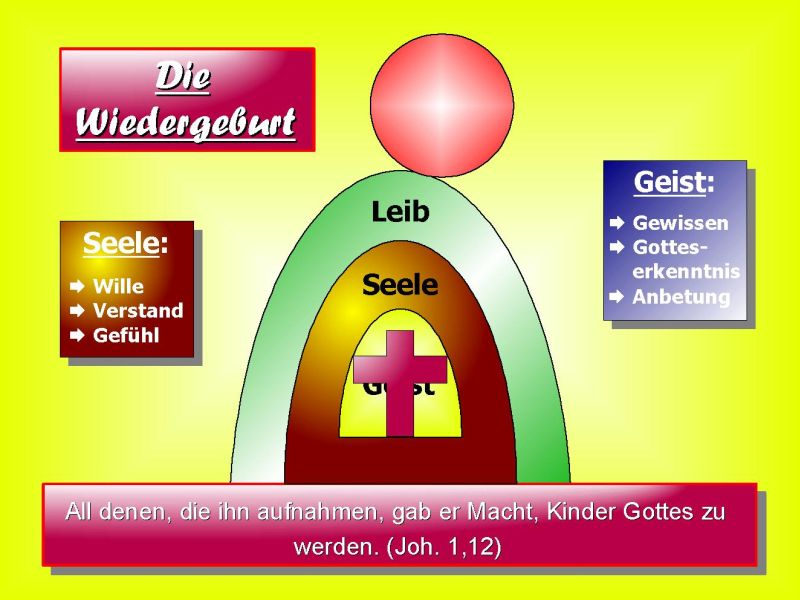 Die
Wiedergeburt
Leib
Seele
Geist
Seele:
Wille
Verstand
Gefühl
Geist:
Gewissen
Gottes-
erkenntnis
Anbetung
All denen, die ihn aufnahmen, gab er Macht, Kinder Gottes zu
werden. (Joh. 1,12)